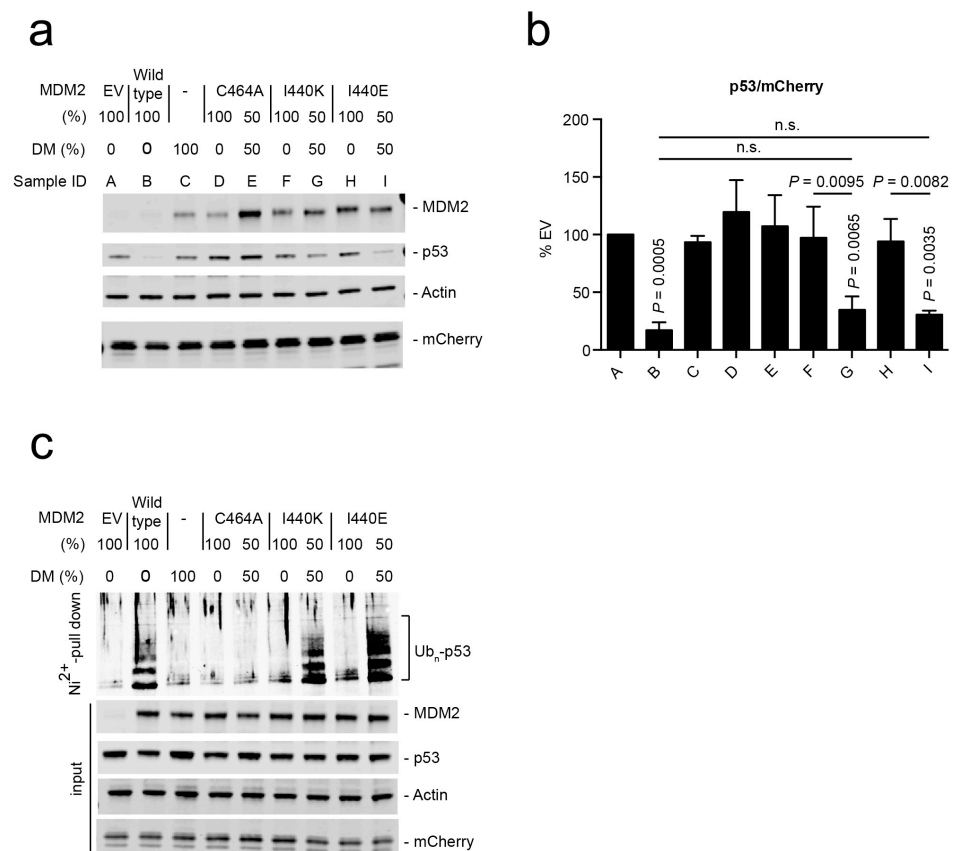 a
MDM2 EV Wild type - C464A I440K I440E
(%) 100 100 100 50 100 50 100 50
DM (%) 0 0 100 0 50 0 50 0 50
Sample ID A B C D E F G H I
- MDM2
- p53
- Actin
- mCherry
b
p53/mCherry
% EV
200
150
100
50
0
n.s.
n.s.
P = 0.0095
P = 0.0082
P = 0.0005
P = 0.0065
P = 0.0035
A B C D E F G H I
c
MDM2 EV Wild type - C464A I440K I440E
(%) 100 100 100 50 100 50 100 50
DM (%) 0 0 100 0 50 0 50 0 50
Ni2+-pull down
Ubn-p53
input
- MDM2
- p53
- Actin
- mCherry